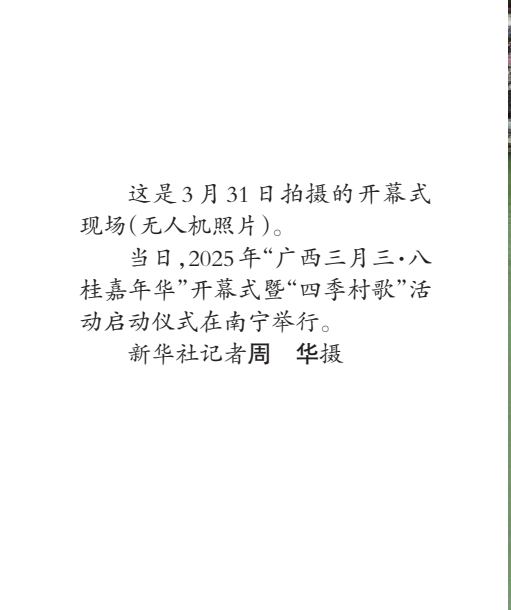 这是3月31日拍摄的开幕式
现场(无人机照片)。
当日,2025年“广西三月三·八
桂嘉年华”开幕式暨“四季村歌”活
动启动仪式在南宁举行。
新华社记者周　华摄